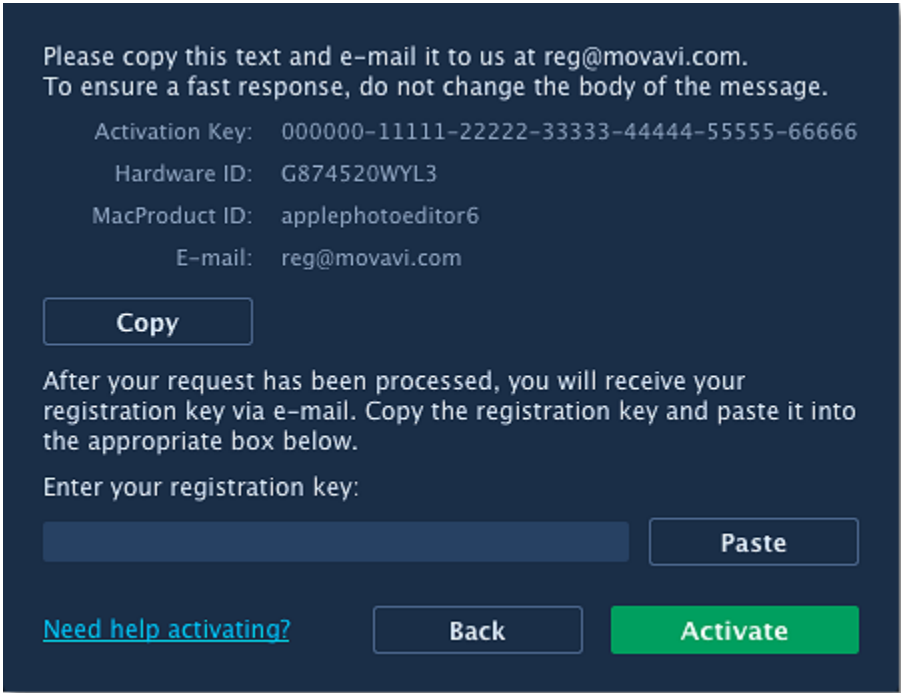 Please copy this text and e-mail it to us at reg@movavi.com.
To ensure a fast response, do not change the body of the message.
Activation Key: 000000-11111-22222-33333-44444-55555-66666
Hardware ID: G874520WYL3
MacProduct ID: applephotoeditor6
E-mail: reg@movavi.com
Copy
After your request has been processed, you will receive your
registration key via e-mail. Copy the registration key and paste it into
the appropriate box below.
Enter your registration key:
Paste
Need help activating? Back Activate